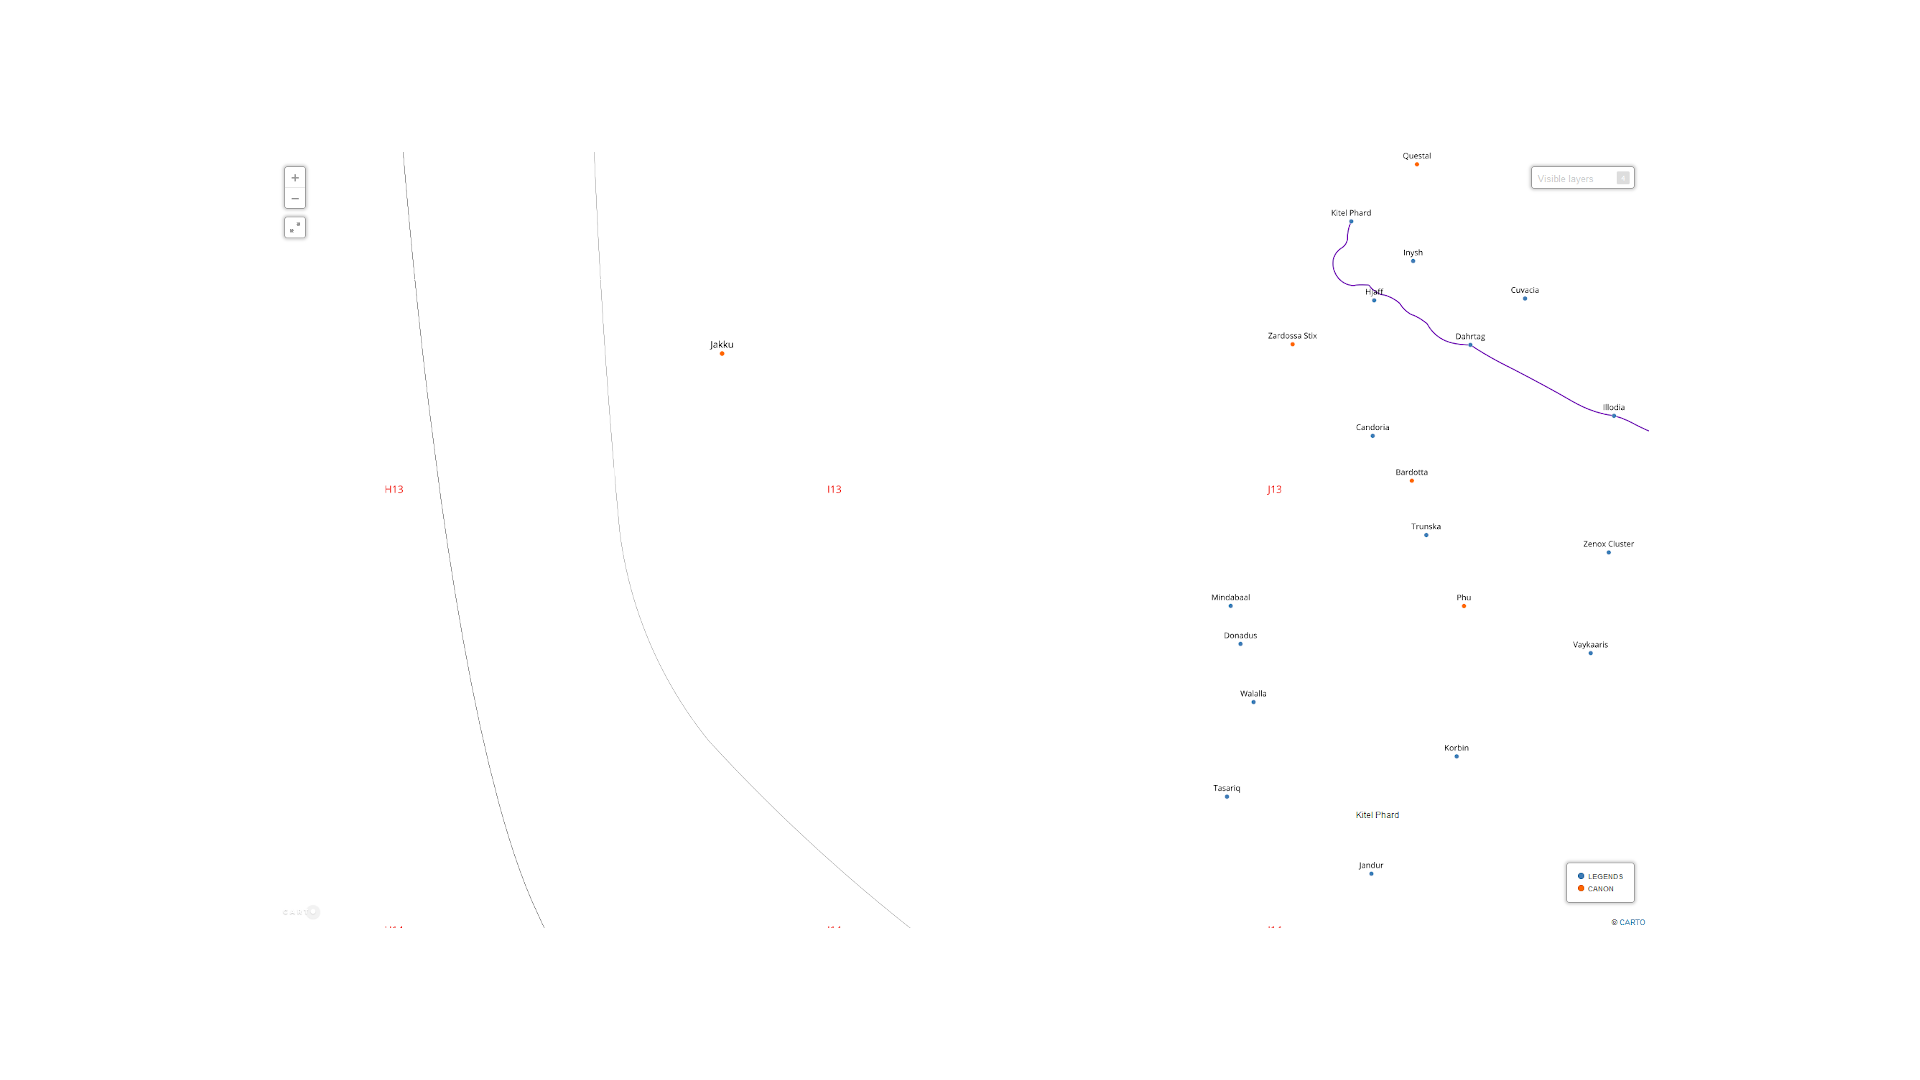 Questal
+
Visible layers
−
Kitel Phard
Inysh
Cuvacia
Hjaff
Zardossa Stix
Dahrtag
Jakku
Illodia
Candoria
Bardotta
H13
I13
J13
Trunska
Zenox Cluster
Mindabaal
Phu
Donadus
Vaykaaris
Walalla
Korbin
Tasariq
Kitel Phard
Jandur
LEGENDS
CANON
© CARTO